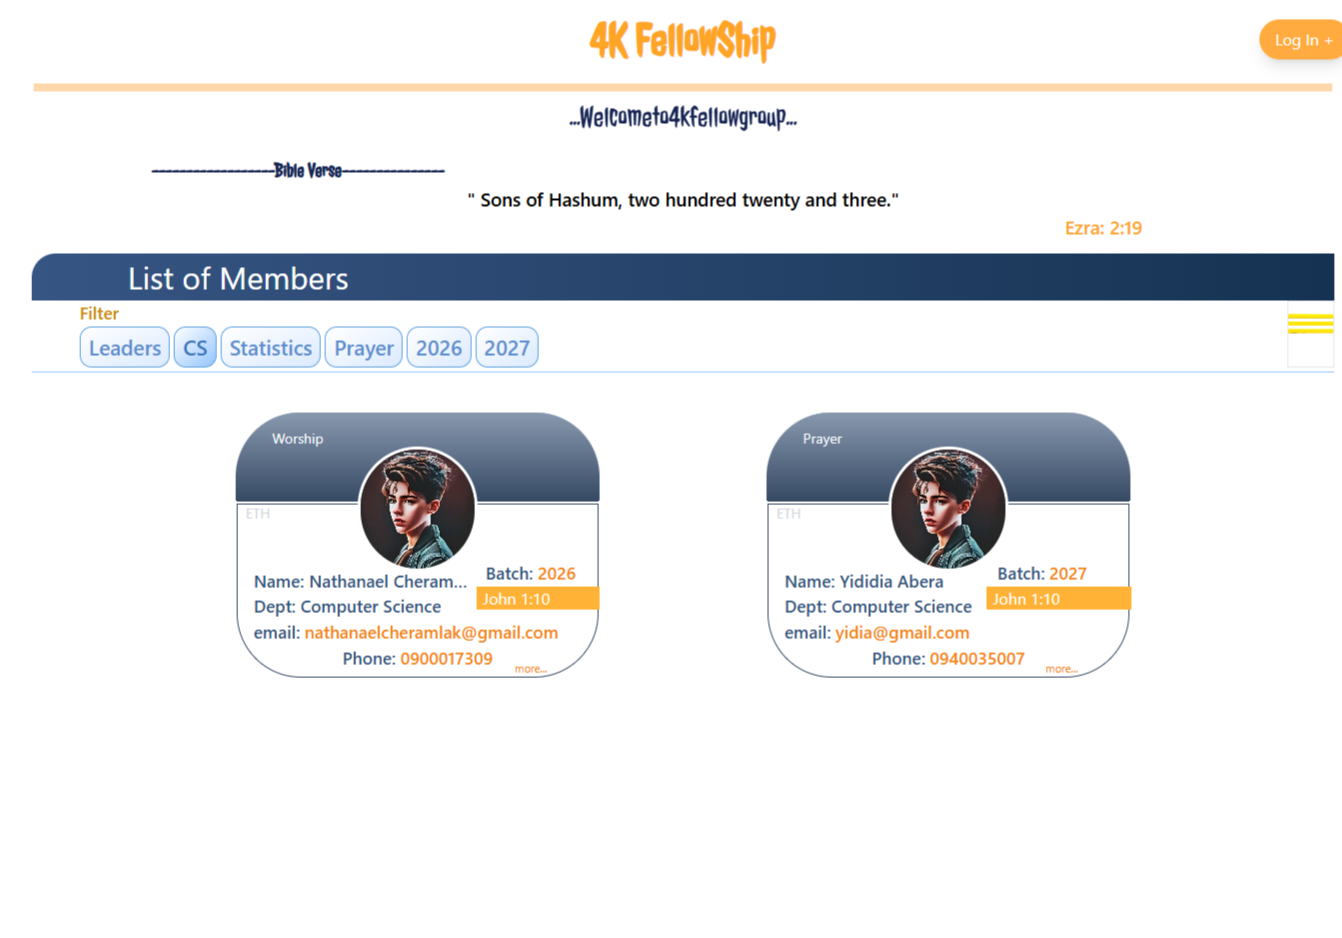 4K FellowShip
Log In +
...Welcometo4kfellowgroup...
------------------Bible Verse---------------
" Sons of Hashum, two hundred twenty and three."
Ezra: 2:19
List of Members
Filter
Leaders CS Statistics Prayer 2026 2027
Worship
ETH
Batch: 2026
Name: Nathanael Cheram...
John 1:10
Dept: Computer Science
email: nathanaelcheramlak@gmail.com
Phone: 0900017309
more...
Prayer
ETH
Batch: 2027
Name: Yididia Abera
John 1:10
Dept: Computer Science
email: yidia@gmail.com
Phone: 0940035007
more...